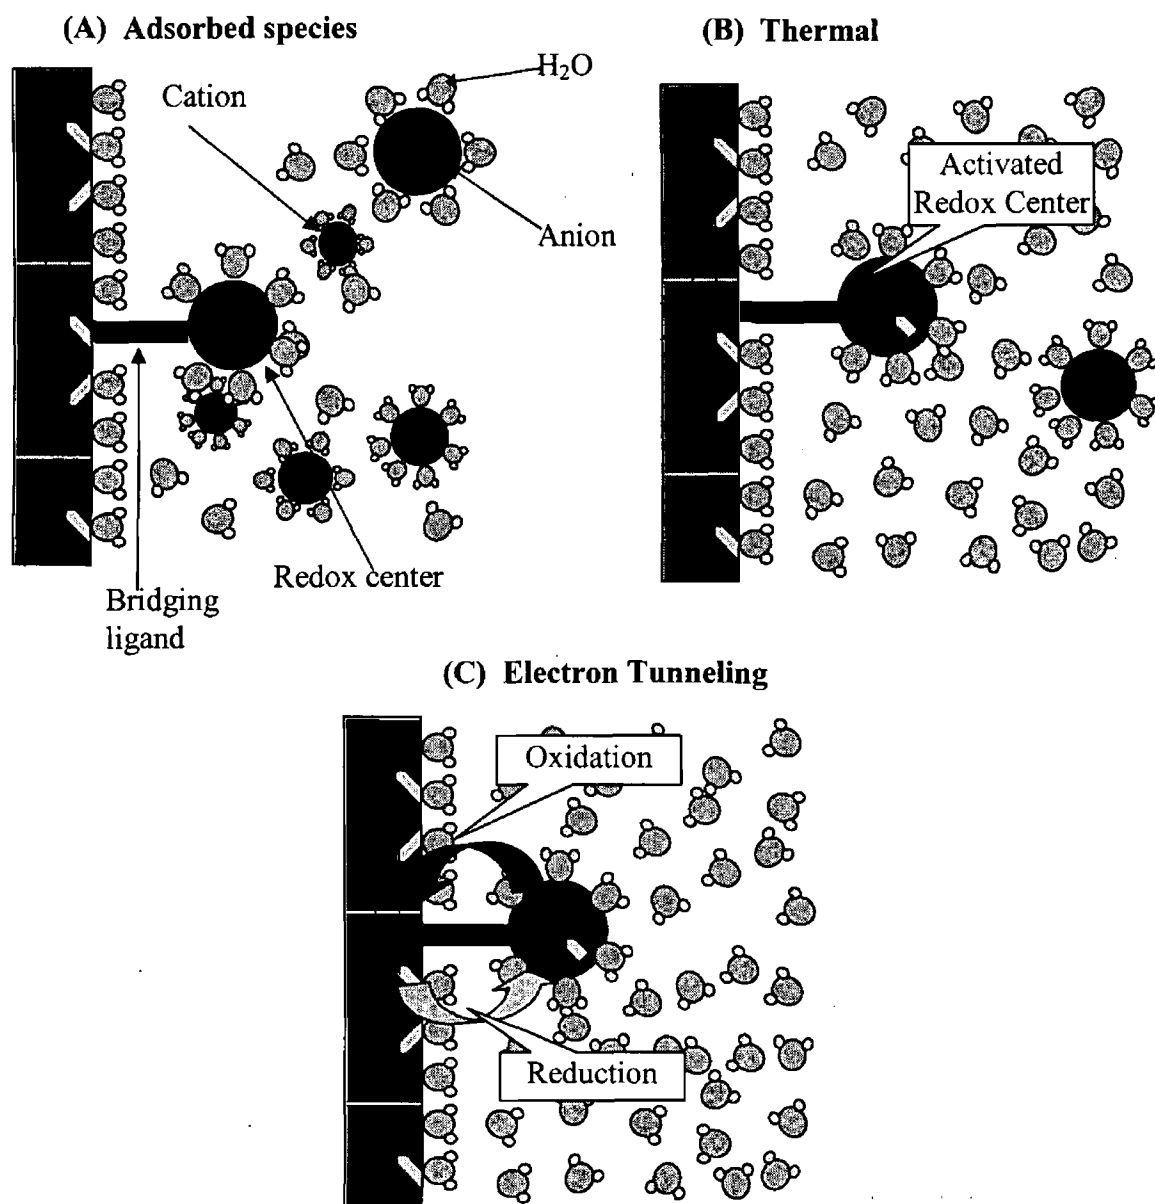 (A) Adsorbed species
(B) Thermal
H₂O
Cation
Activated
Redox Center
Anion
Redox center
Bridging
ligand
(C) Electron Tunneling
Oxidation
Reduction